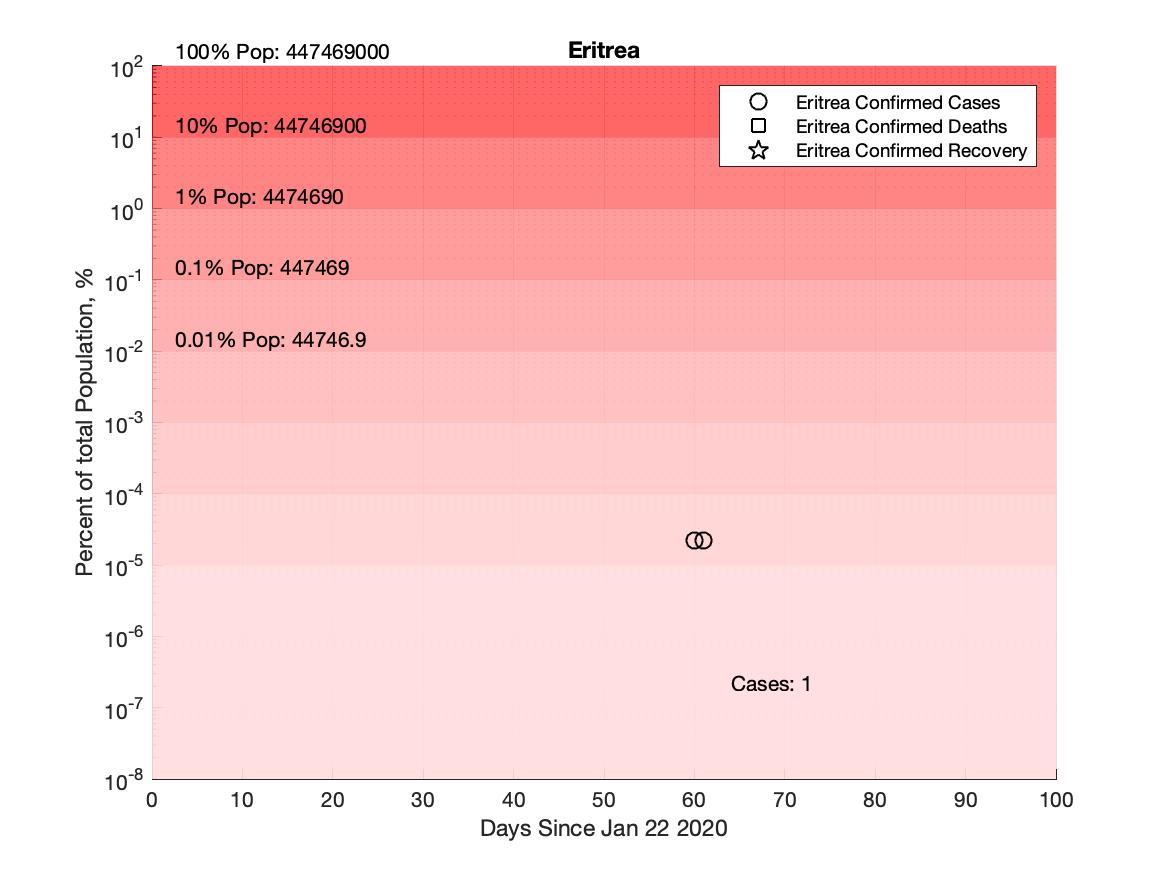 Eritrea
100% Pop: 447469000
10% Pop: 44746900
1% Pop: 4474690
0.1% Pop: 447469
0.01% Pop: 44746.9
Eritrea Confirmed Cases
Eritrea Confirmed Deaths
Eritrea Confirmed Recovery
Percent of total Population, %
10^2
10^1
10^0
10^-1
10^-2
10^-3
10^-4
10^-5
10^-6
10^-7
10^-8
Cases: 1
0 10 20 30 40 50 60 70 80 90 100
Days Since Jan 22 2020